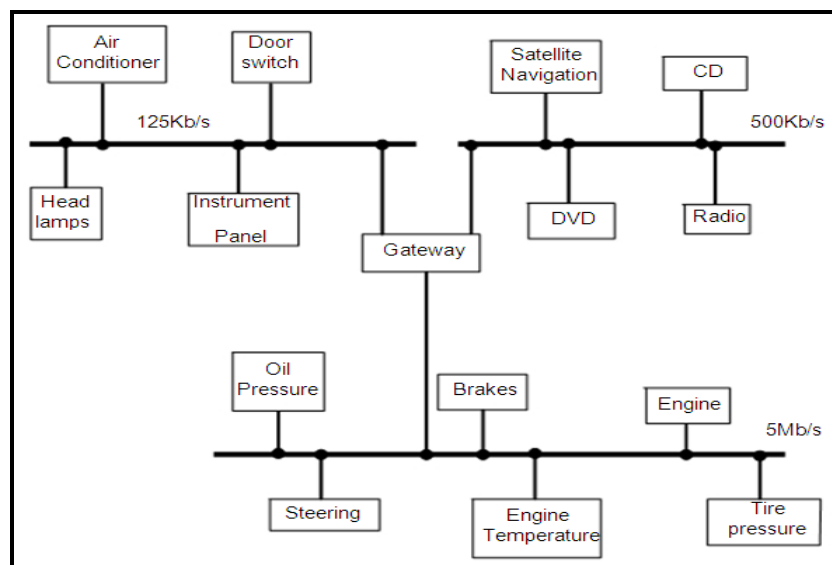 Air
Conditioner
Door
switch
Satellite
Navigation
CD
125Kb/s
500Kb/s
Head
lamps
Instrument
Panel
DVD
Radio
Gateway
Oil
Pressure
Brakes
Engine
5Mb/s
Steering
Engine
Temperature
Tire
pressure